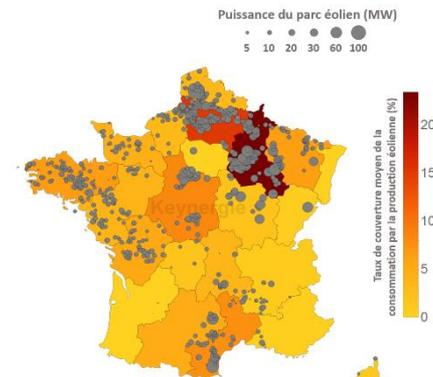 Puissance du parc éolien (MW)
5 10 20 30 60 100
Taux de couverture moyen de la
consommation par la production éolienne (%)
20
15
10
5
0
Keynergie